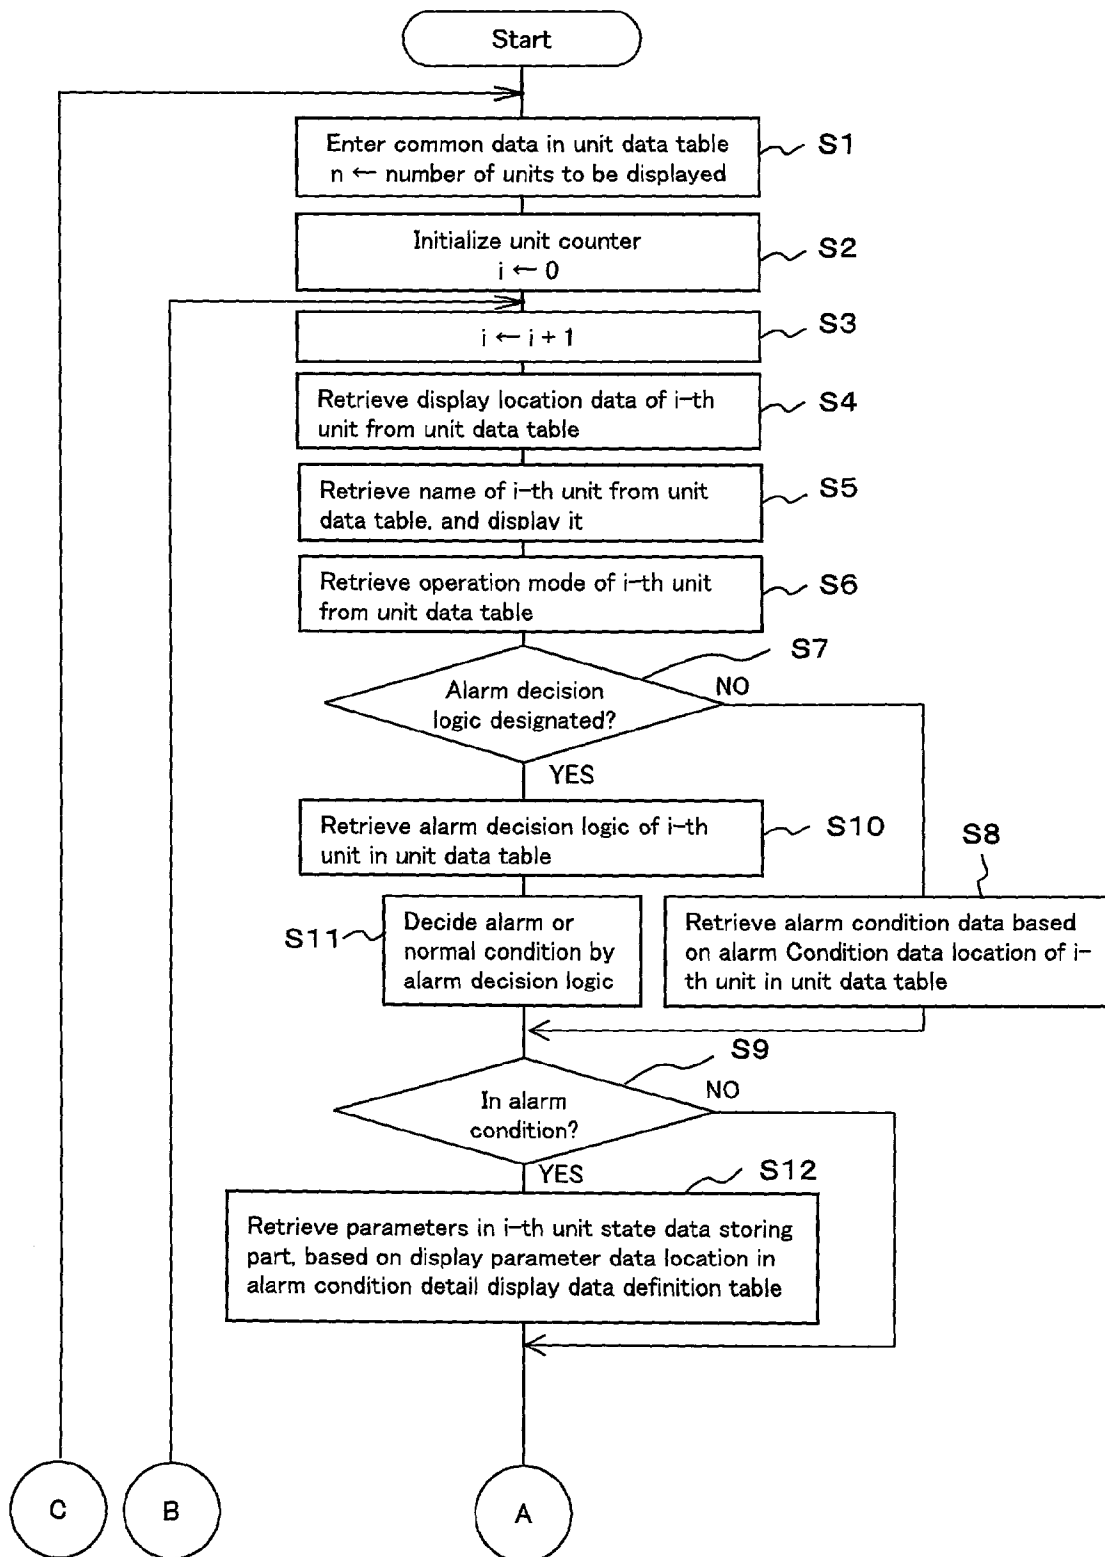 Start
Enter common data in unit data table
n ← number of units to be displayed
S1
Initialize unit counter
i ← 0
S2
i ← i + 1
S3
Retrieve display location data of i-th
unit from unit data table
S4
Retrieve name of i-th unit from unit
data table, and display it
S5
Retrieve operation mode of i-th unit
from unit data table
S6
S7
Alarm decision
logic designated?
NO
YES
Retrieve alarm decision logic of i-th
unit in unit data table
S10
S8
S11
Decide alarm or
normal condition by
alarm decision logic
Retrieve alarm condition data based
on alarm Condition data location of i-
th unit in unit data table
S9
In alarm
condition?
NO
YES
S12
Retrieve parameters in i-th unit state data storing
part, based on display parameter data location in
alarm condition detail display data definition table
C
B
A